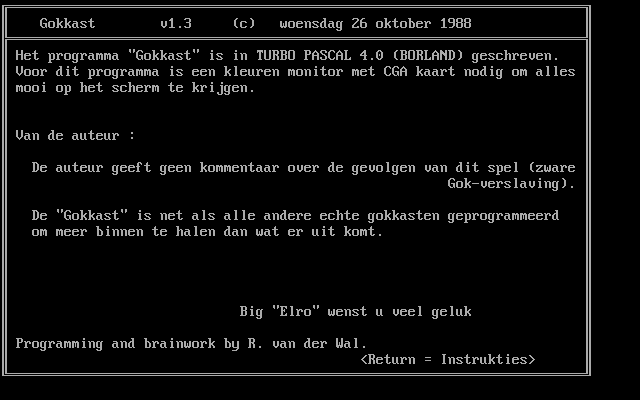 Gokkast v1.3 (c) woensdag 26 oktober 1988
Het programma "Gokkast" is in TURBO PASCAL 4.0 (BORLAND) geschreven.
Voor dit programma is een kleuren monitor met CGA kaart nodig om alles
mooi op het scherm te krijgen.
Van de auteur :
De auteur geeft geen kommentaar over de gevolgen van dit spel (zware
Gok-verslaving).
De "Gokkast" is net als alle andere echte gokkasten geprogrammeerd
om meer binnen te halen dan wat er uit komt.
Big "Elro" wenst u veel geluk
Programming and brainwork by R. van der Wal.
<Return = Instrukties>